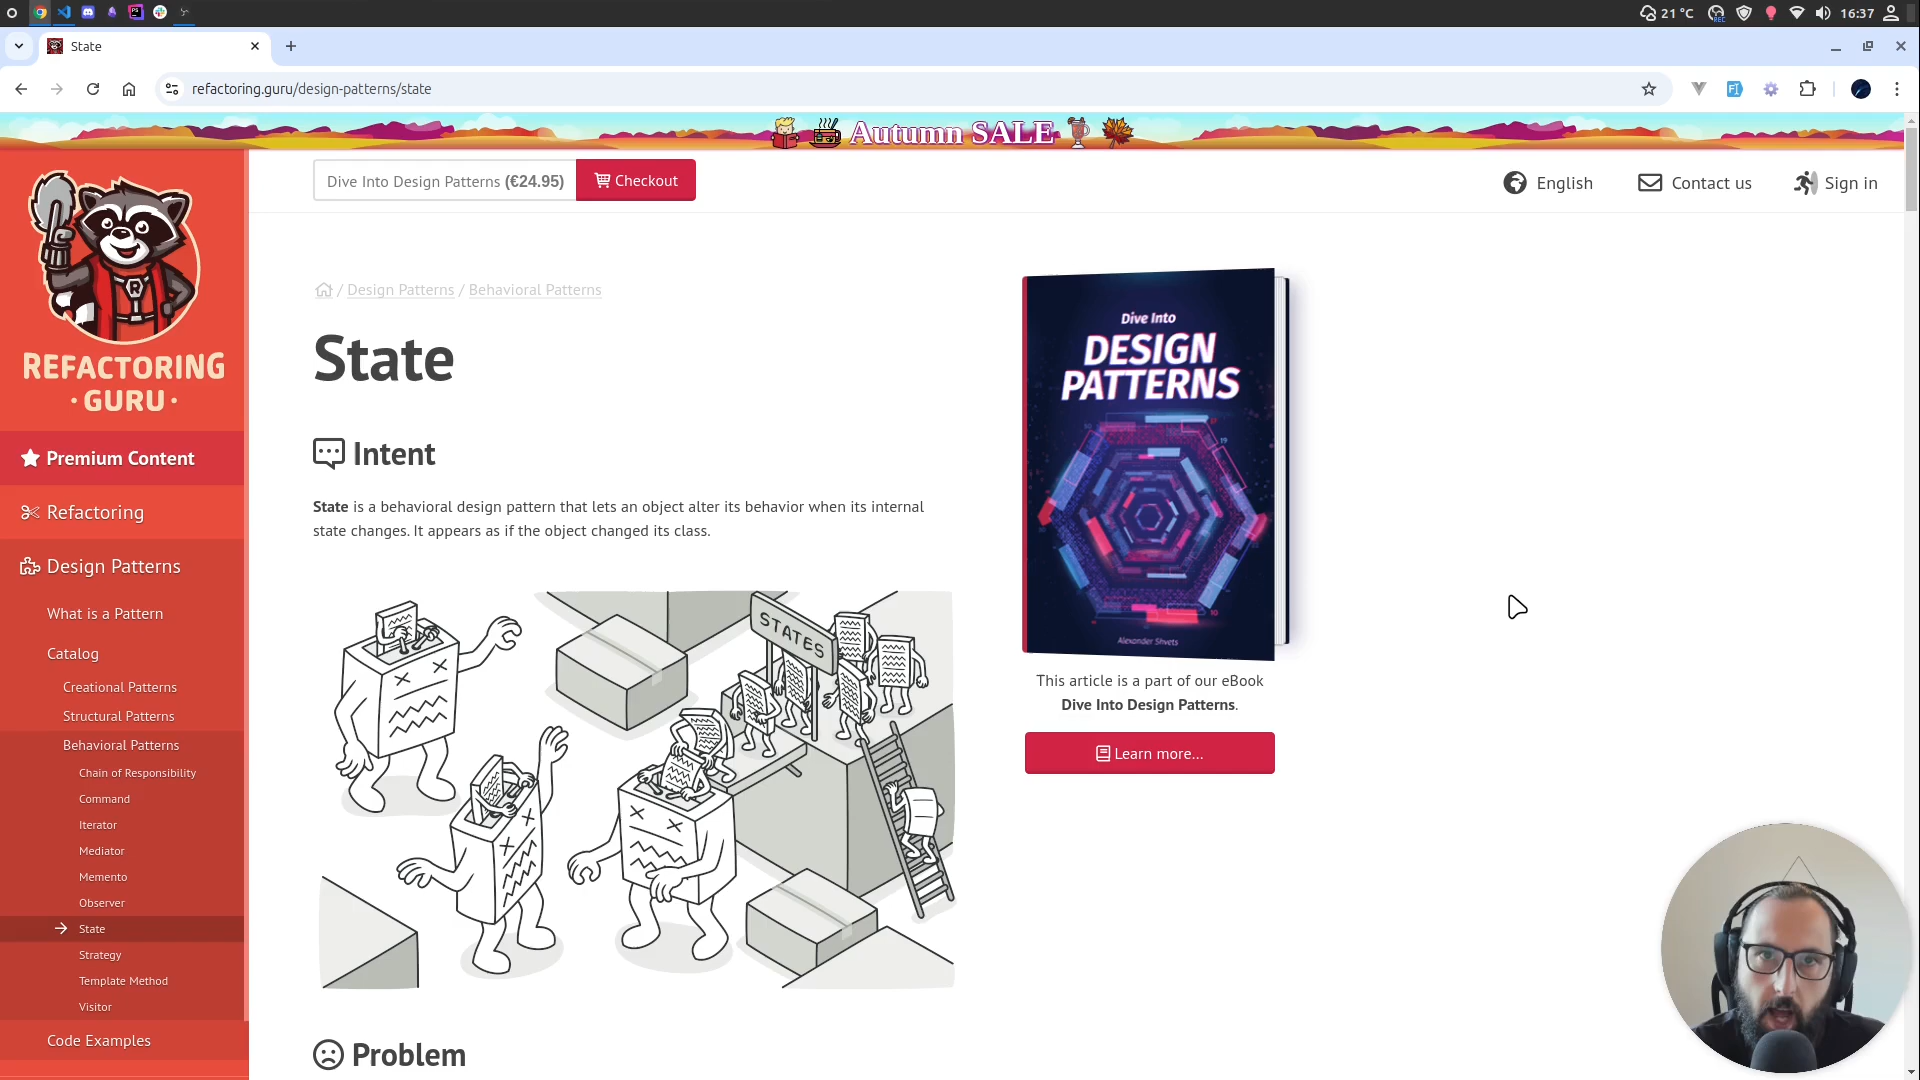 21 °C
REC
16:37
State
refactoring.guru/design-patterns/state
Autumn SALE
Dive Into Design Patterns (€24.95)
Checkout
English
Contact us
Sign in
R
REFACTORING
· GURU ·
Premium Content
Refactoring
Design Patterns
What is a Pattern
Catalog
Creational Patterns
Structural Patterns
Behavioral Patterns
Chain of Responsibility
Command
Iterator
Mediator
Memento
Observer
State
Strategy
Template Method
Visitor
Code Examples
/ Design Patterns / Behavioral Patterns
State
Intent
State is a behavioral design pattern that lets an object alter its behavior when its internal
state changes. It appears as if the object changed its class.
STATES
Problem
Dive Into
DESIGN
PATTERNS
Alexander Shvets
This article is a part of our eBook
Dive Into Design Patterns.
Learn more...